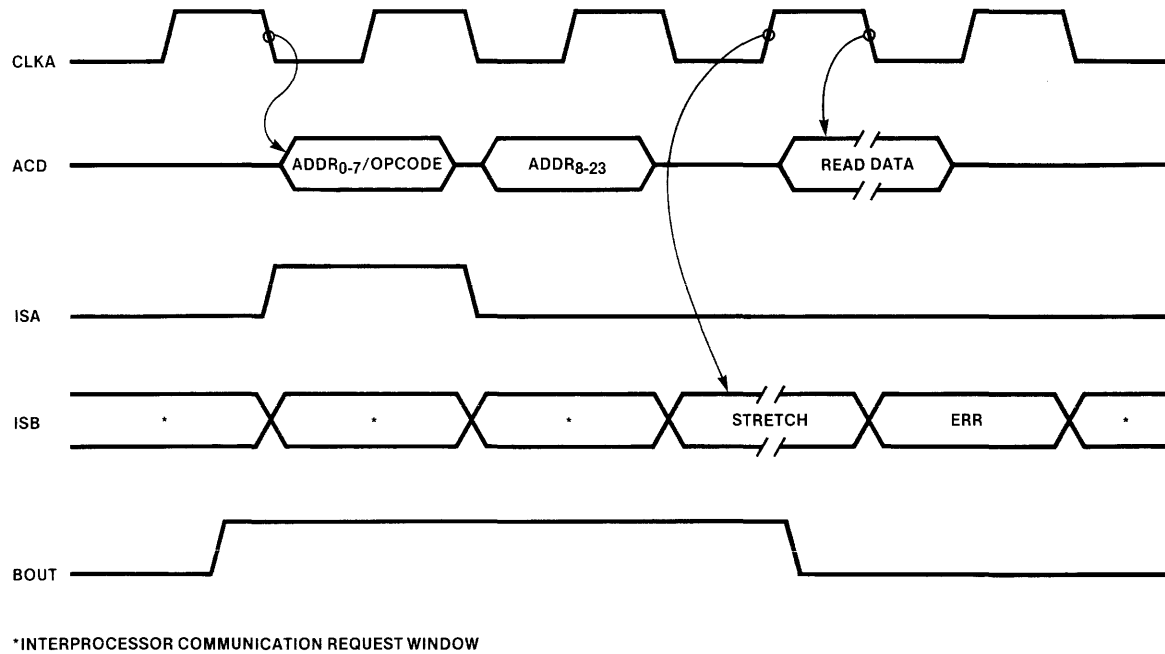 CLKA
ACD
ADDR0-7/OPCODE
ADDR8-23
READ DATA
ISA
ISB
*
*
*
STRETCH
ERR
*
BOUT
*INTERPROCESSOR COMMUNICATION REQUEST WINDOW